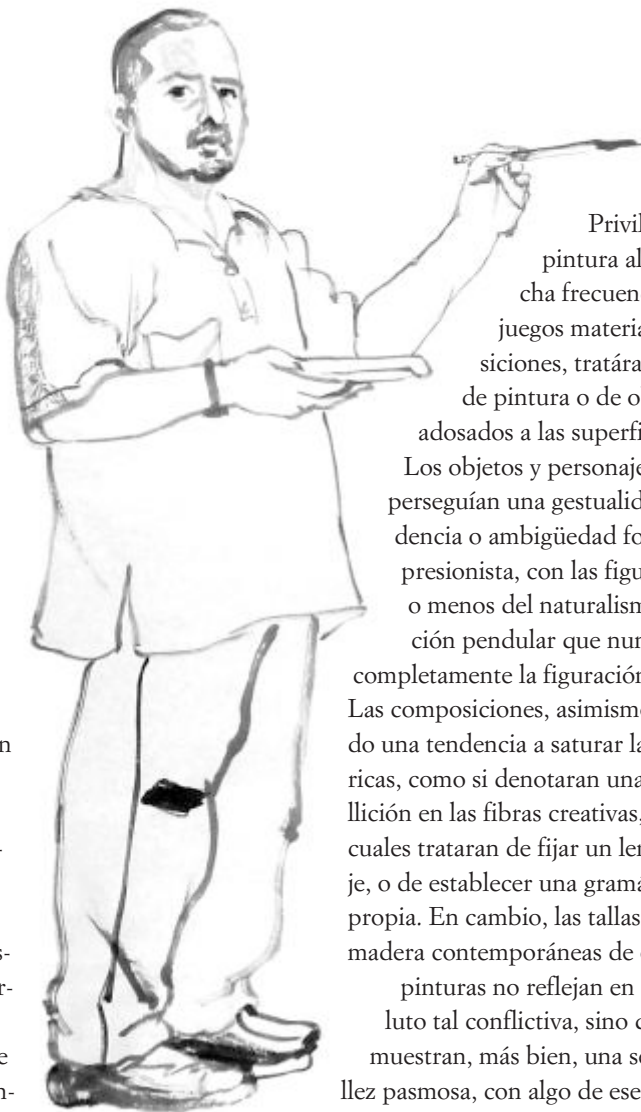 Privil
pintura al
cha frecuen
juegos materia
siciones, tratára
de pintura o de o
adosados a las superfi
Los objetos y personaje
perseguían una gestualid
dencia o ambigüedad fo
presionista, con las figu
o menos del naturalism
ción pendular que nun
completamente la figuración
Las composiciones, asimismo
do una tendencia a saturar la
ricas, como si denotaran una
llición en las fibras creativas,
cuales trataran de fijar un len
je, o de establecer una gramá
propia. En cambio, las tallas
madera contemporáneas de
pinturas no reflejan en
luto tal conflictiva, sino
muestran, más bien, una se
llez pasmosa, con algo de ese
n
-
s-
r-
e
n-